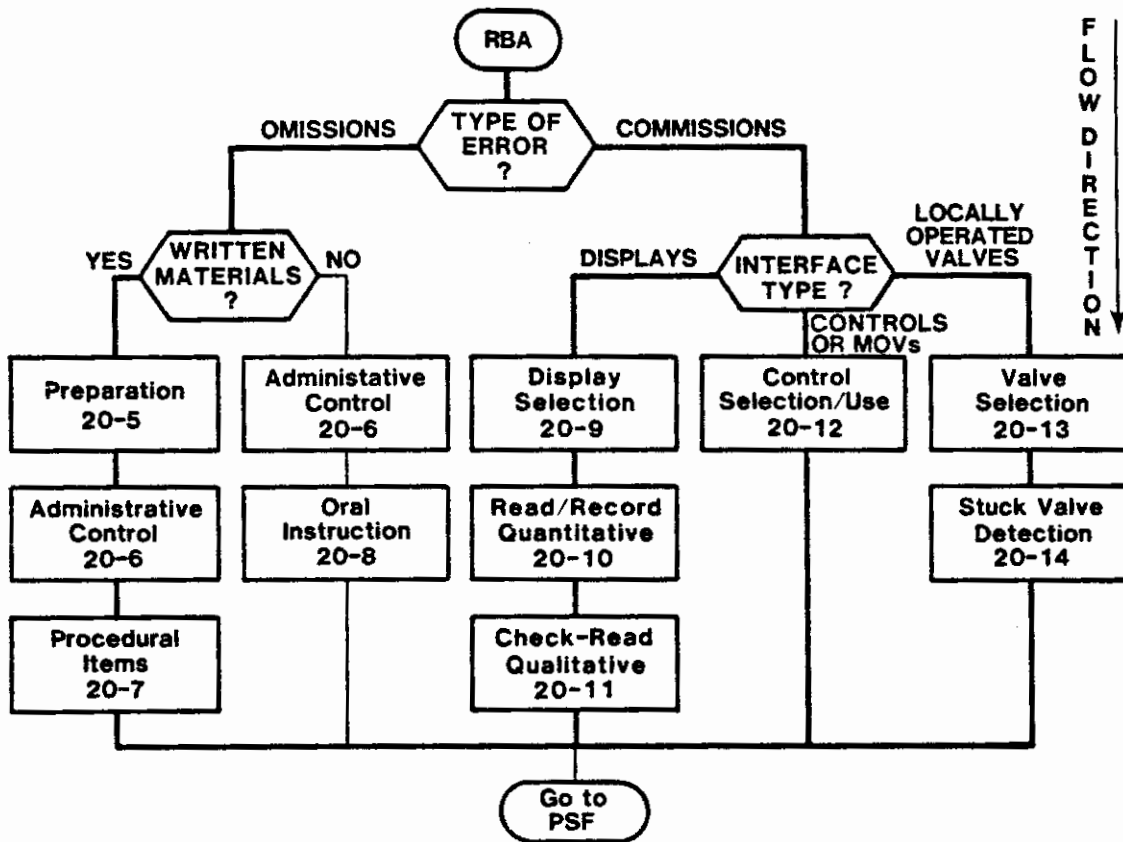 RBA
FLOW DIRECTION
TYPE OF
ERROR
?
OMISSIONS
COMMISSIONS
WRITTEN
MATERIALS
?
YES
NO
INTERFACE
TYPE ?
DISPLAYS
LOCALLY
OPERATED
VALVES
CONTROLS
OR MOVs
Preparation
20-5
Administative
Control
20-6
Display
Selection
20-9
Control
Selection/Use
20-12
Valve
Selection
20-13
Administrative
Control
20-6
Oral
Instruction
20-8
Read/Record
Quantitative
20-10
Stuck Valve
Detection
20-14
Procedural
Items
20-7
Check-Read
Qualitative
20-11
Go to
PSF